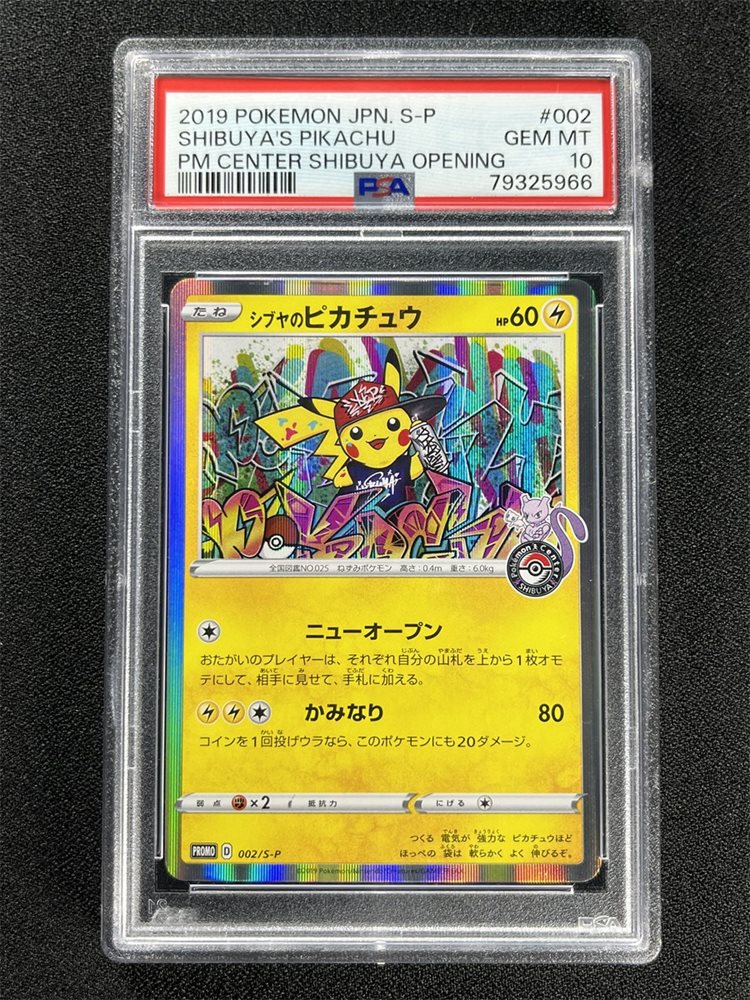 2019 POKEMON JPN. S-P #002
SHIBUYA'S PIKACHU GEM MT
PM CENTER SHIBUYA OPENING 10
PSA 79325966
たね シブヤのピカチュウ HP60
Pokémon Center
SHIBUYA
全国図鑑NO.025 ねずみポケモン 高さ:0.4m 重さ:6.0kg
ニューオープン
おたがいのプレイヤーは、それぞれ自分の山札を上から1枚オモ
テにして、相手に見せて、手札に加える。
かみなり 80
コインを1回投げウラなら、このポケモンにも20ダメージ。
弱点 ×2 抵抗力 にげる
つくる 電気が 強力な ピカチュウほど
ほっぺの 袋は 軟らかく よく 伸びるぞ。
PROMO D 002/S-P
©2019 Pokémon/Nintendo/Creatures/GAME FREAK